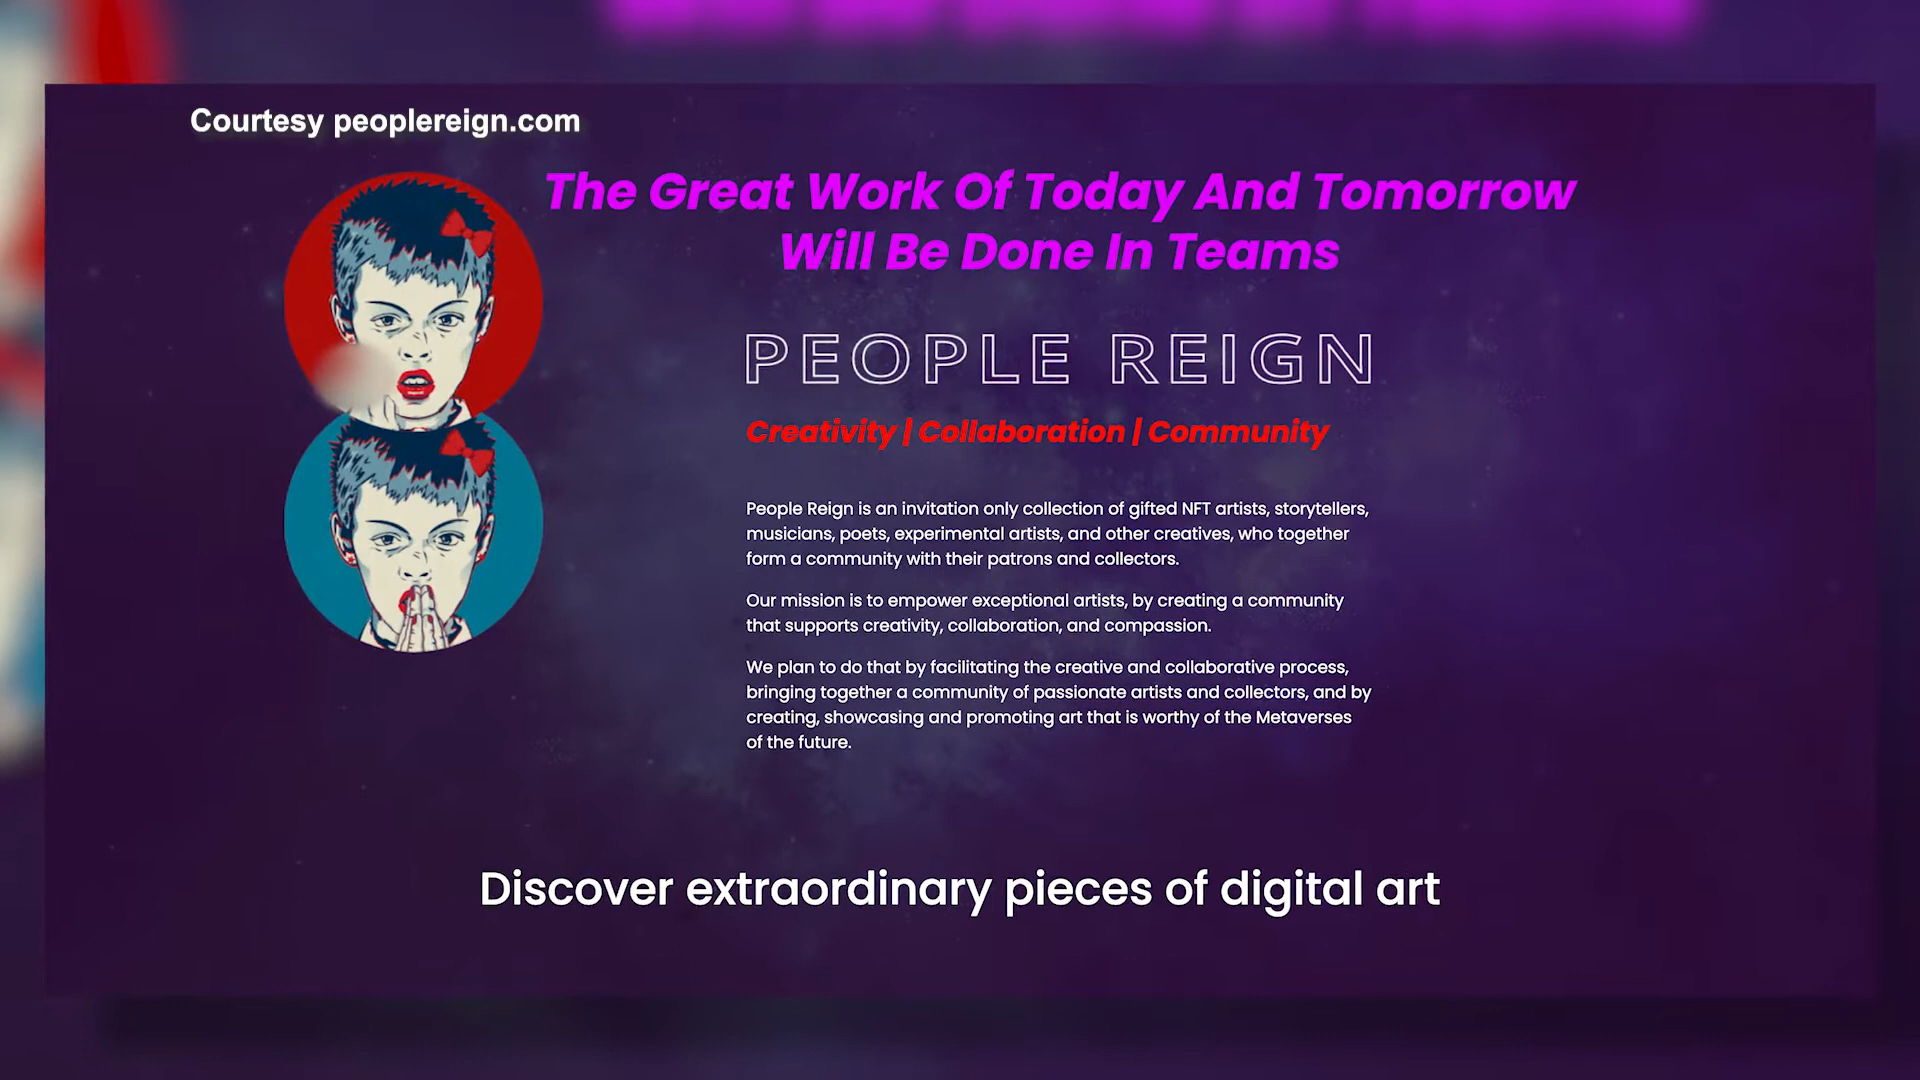 Courtesy peoplereign.com
The Great Work Of Today And Tomorrow
Will Be Done In Teams
PEOPLE REIGN
Creativity | Collaboration | Community
People Reign is an invitation only collection of gifted NFT artists, storytellers,
musicians, poets, experimental artists, and other creatives, who together
form a community with their patrons and collectors.
Our mission is to empower exceptional artists, by creating a community
that supports creativity, collaboration, and compassion.
We plan to do that by facilitating the creative and collaborative process,
bringing together a community of passionate artists and collectors, and by
creating, showcasing and promoting art that is worthy of the Metaverses
of the future.
Discover extraordinary pieces of digital art